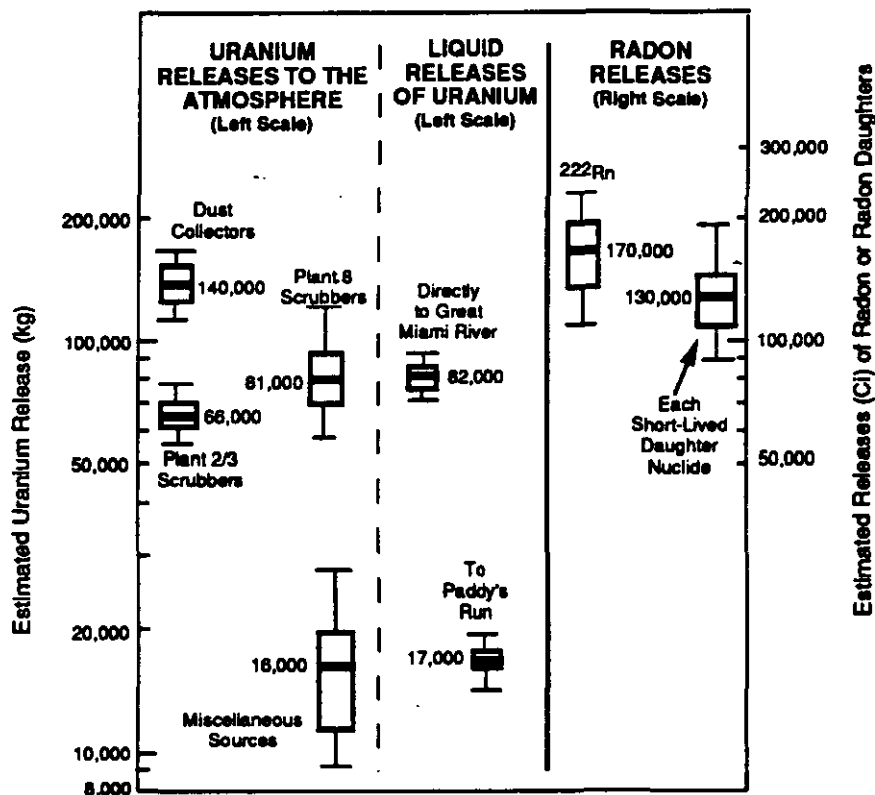 URANIUM
RELEASES TO THE
ATMOSPHERE
(Left Scale)
LIQUID
RELEASES
OF URANIUM
(Left Scale)
RADON
RELEASES
(Right Scale)
Estimated Uranium Release (kg)
200,000
100,000
50,000
20,000
10,000
8,000
Dust
Collectors
140,000
Plant 8
Scrubbers
81,000
66,000
Plant 2/3
Scrubbers
16,000
Miscellaneous
Sources
Directly
to Great
Miami River
82,000
To
Paddy's
Run
17,000
²²²Rn
170,000
130,000
Each
Short-Lived
Daughter
Nuclide
300,000
200,000
100,000
50,000
Estimated Releases (Ci) of Radon or Radon Daughters